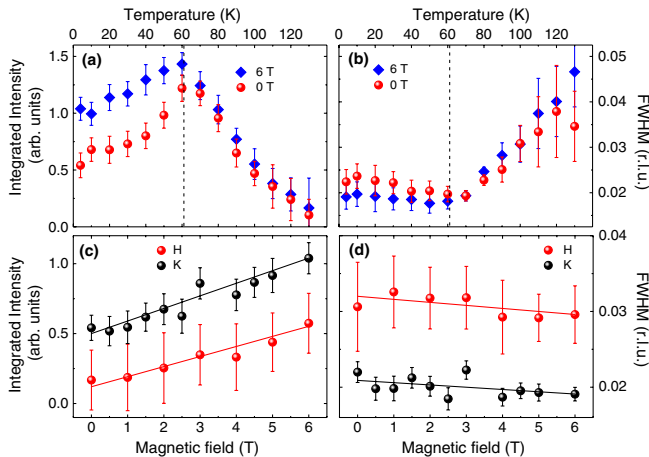 Temperature (K)
Temperature (K)
0 20 40 60 80 100 120
0 20 40 60 80 100 120
1.5
1.0
0.5
0.0
(a)
6 T
0 T
Integrated Intensity
(arb. units)
(b)
6 T
0 T
0.05
0.04
0.03
0.02
FWHM (r.l.u.)
(c)
H
K
1.0
0.5
0.0
Integrated Intensity
(arb. units)
(d)
H
K
0.04
0.03
0.02
FWHM (r.l.u.)
0 1 2 3 4 5 6
0 1 2 3 4 5 6
Magnetic field (T)
Magnetic field (T)